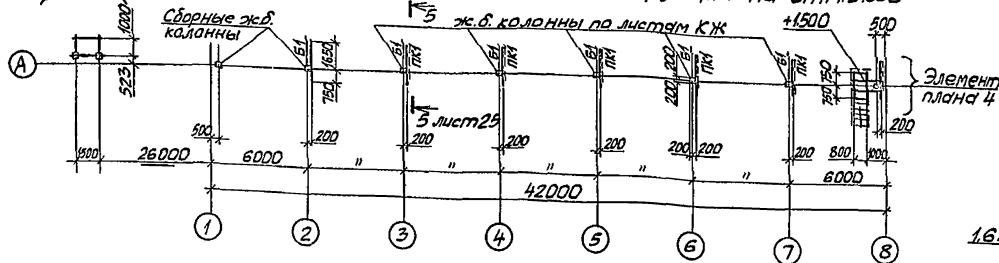 5
Сборные ж.б.
колонны
ж.б. колонны по листам КЖ
+1.500
500
1000
523
А
Б1
1650
750
Б1
ПК1
Б1
ПК1
Б1
ПК1
200
200
Б1
ПК1
Б1
ПК1
750
750
Элемент
плана 4
5 лист 25
500
200
200
200
200
200
200
200
800
1000
200
1500
26000
6000
"
"
"
"
"
6000
42000
1
2
3
4
5
6
7
8
1.6.